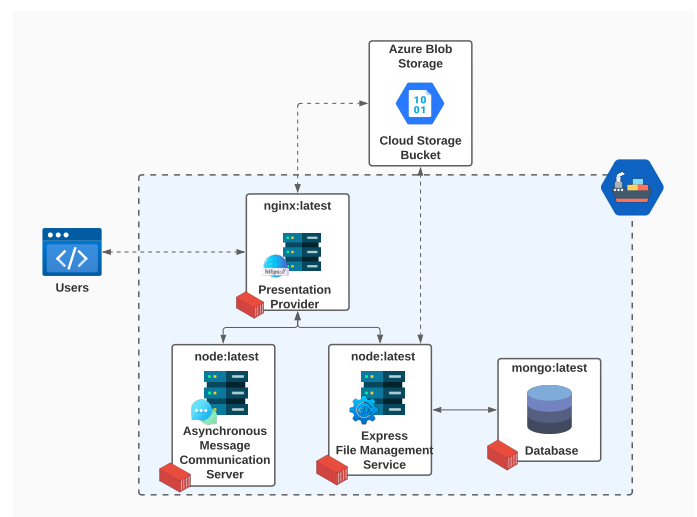 Azure Blob
Storage
10
01
Cloud Storage
Bucket
nginx:latest
https://
Presentation
Provider
</>
Users
node:latest
Asynchronous
Message
Communication
Server
node:latest
Express
File Management
Service
mongo:latest
Database